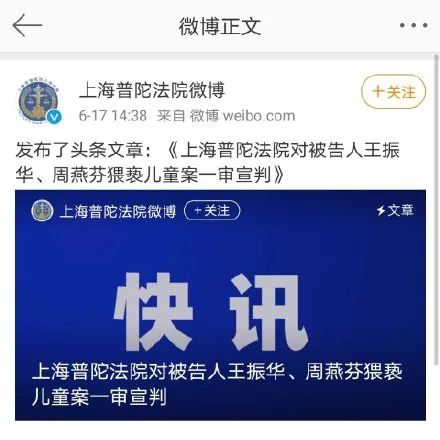 微博正文
上海普陀法院微博
6-17 14:38 来自 微博 weibo.com
+关注
发布了头条文章：《上海普陀法院对被告人王振
华、周燕芬猥亵儿童案一审宣判》
上海普陀法院微博 +关注
文章
快讯
上海普陀法院对被告人王振华、周燕芬猥亵
儿童案一审宣判